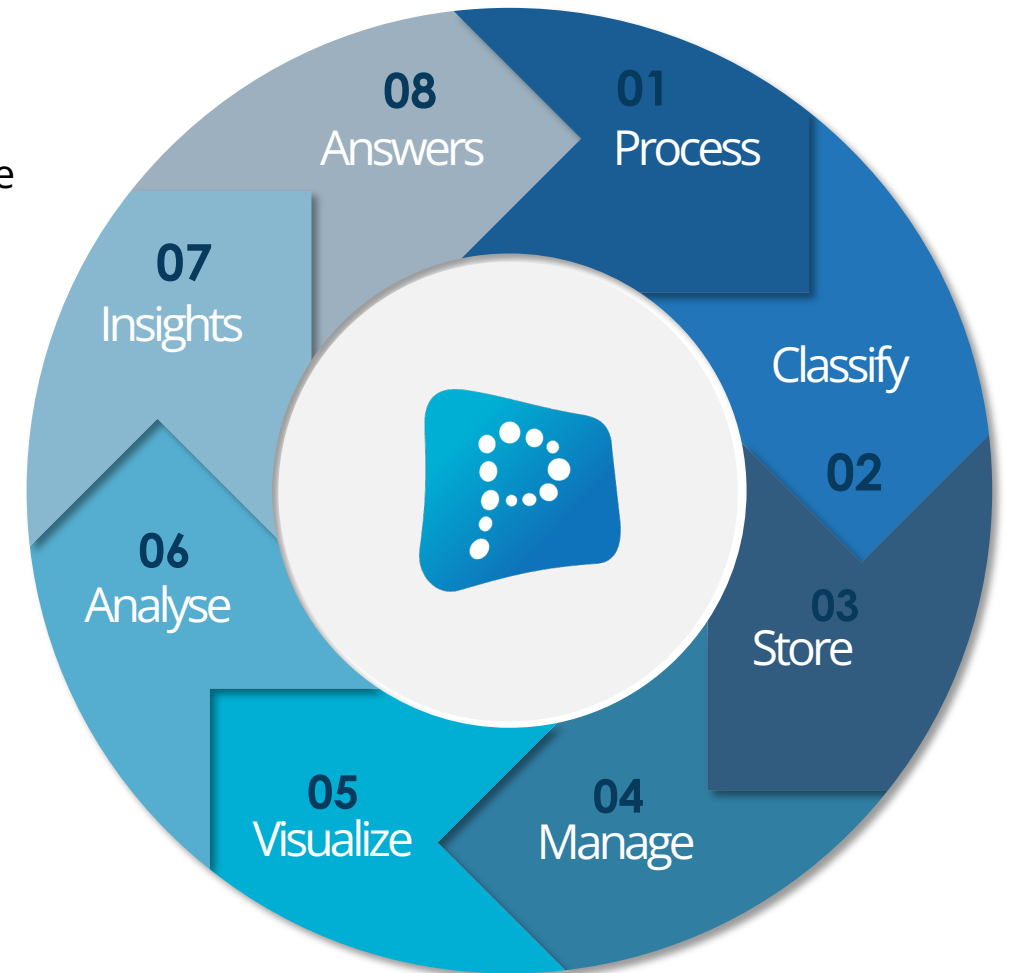 e
01
Process
Classify
02
03
Store
04
Manage
05
Visualize
06
Analyse
07
Insights
08
Answers
P